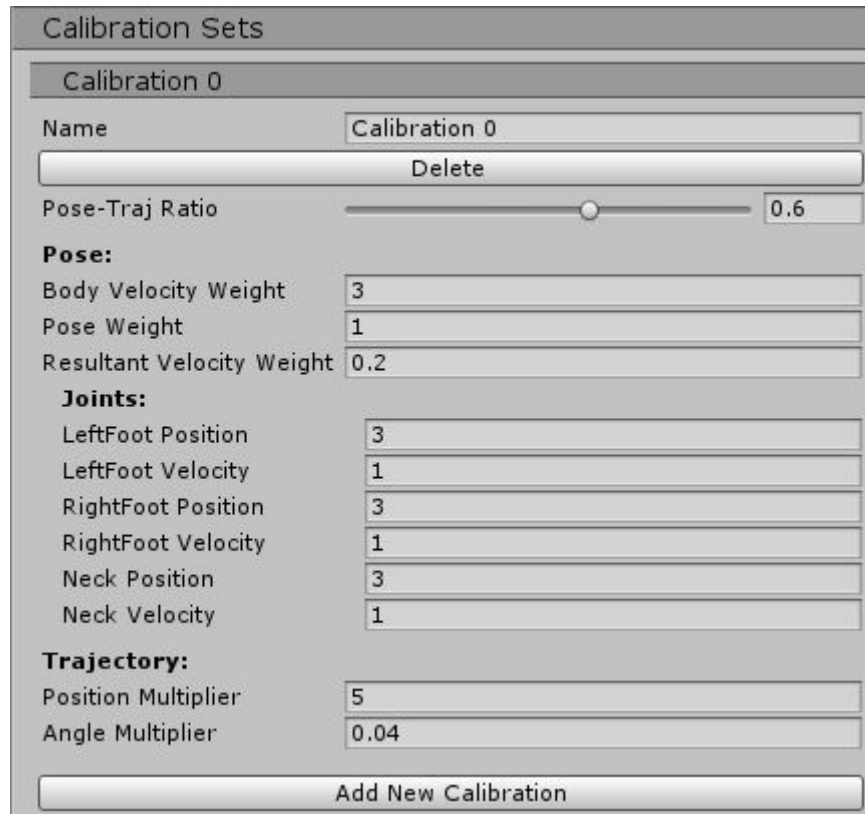 Calibration Sets
Calibration 0
Name Calibration 0
Delete
Pose-Traj Ratio 0.6
Pose:
Body Velocity Weight 3
Pose Weight 1
Resultant Velocity Weight 0.2
Joints:
LeftFoot Position 3
LeftFoot Velocity 1
RightFoot Position 3
RightFoot Velocity 1
Neck Position 3
Neck Velocity 1
Trajectory:
Position Multiplier 5
Angle Multiplier 0.04
Add New Calibration